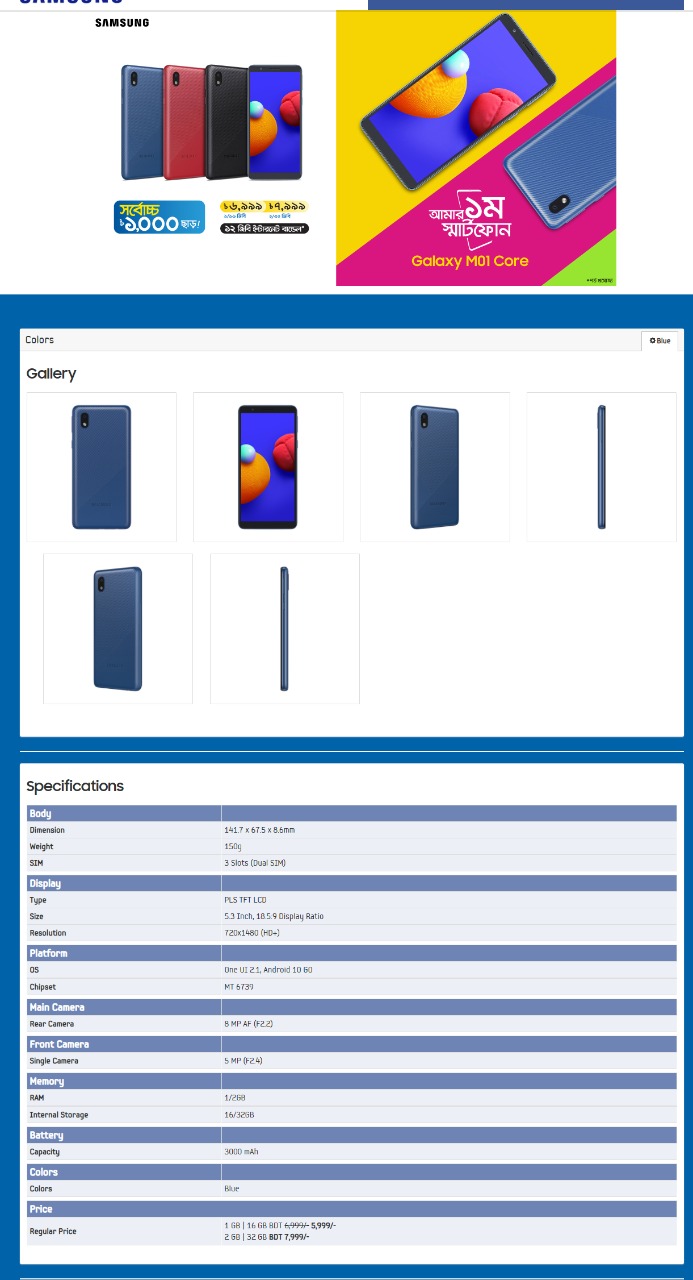 SAMSUNG
SAMSUNG
সর্বোচ্চ
৳১,০০০ ছাড়!
৳৬,৯৯৯ ৳৭,৯৯৯
১২ জিবি ইন্টারনেট বান্ডেল*
আমার ১ম
স্মার্টফোন
Galaxy M01 Core
Colors
Blue
Gallery
Specifications
Body
Dimension 141.7 x 67.5 x 8.6mm
Weight 150g
SIM 3 Slots (Dual SIM)
Display
Type PLS TFT LCD
Size 5.3 Inch, 18.5:9 Display Ratio
Resolution 720x1480 (HD+)
Platform
OS One UI 2.1, Android 10 GO
Chipset MT 6739
Main Camera
Rear Camera 8 MP AF (F2.2)
Front Camera
Single Camera 5 MP (F2.4)
Memory
RAM 1/2GB
Internal Storage 16/32GB
Battery
Capacity 3000 mAh
Colors
Colors Blue
Price
Regular Price 1 GB | 16 GB BDT 6,999/- 5,999/-
2 GB | 32 GB BDT 7,999/-